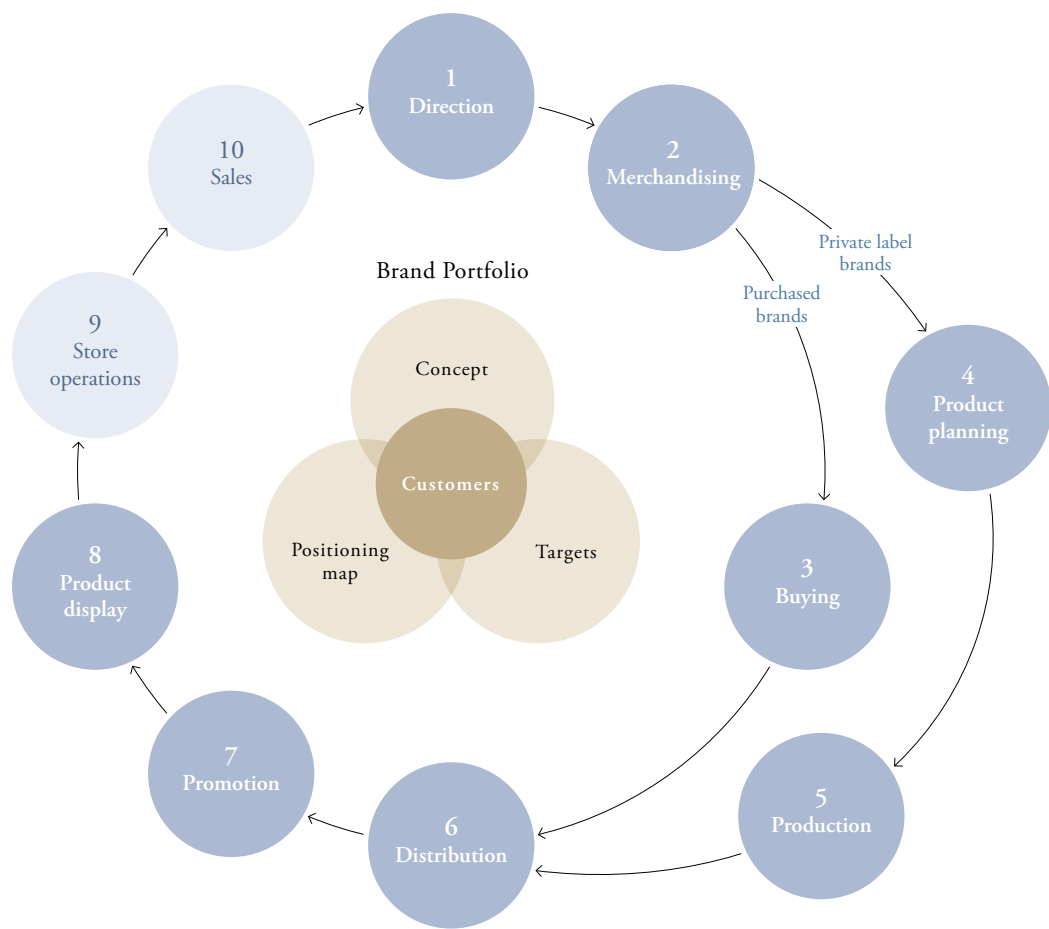 1
Direction
2
Merchandising
Private label
brands
Purchased
brands
3
Buying
4
Product
planning
5
Production
6
Distribution
7
Promotion
8
Product
display
9
Store
operations
10
Sales
Brand Portfolio
Concept
Customers
Positioning
map
Targets